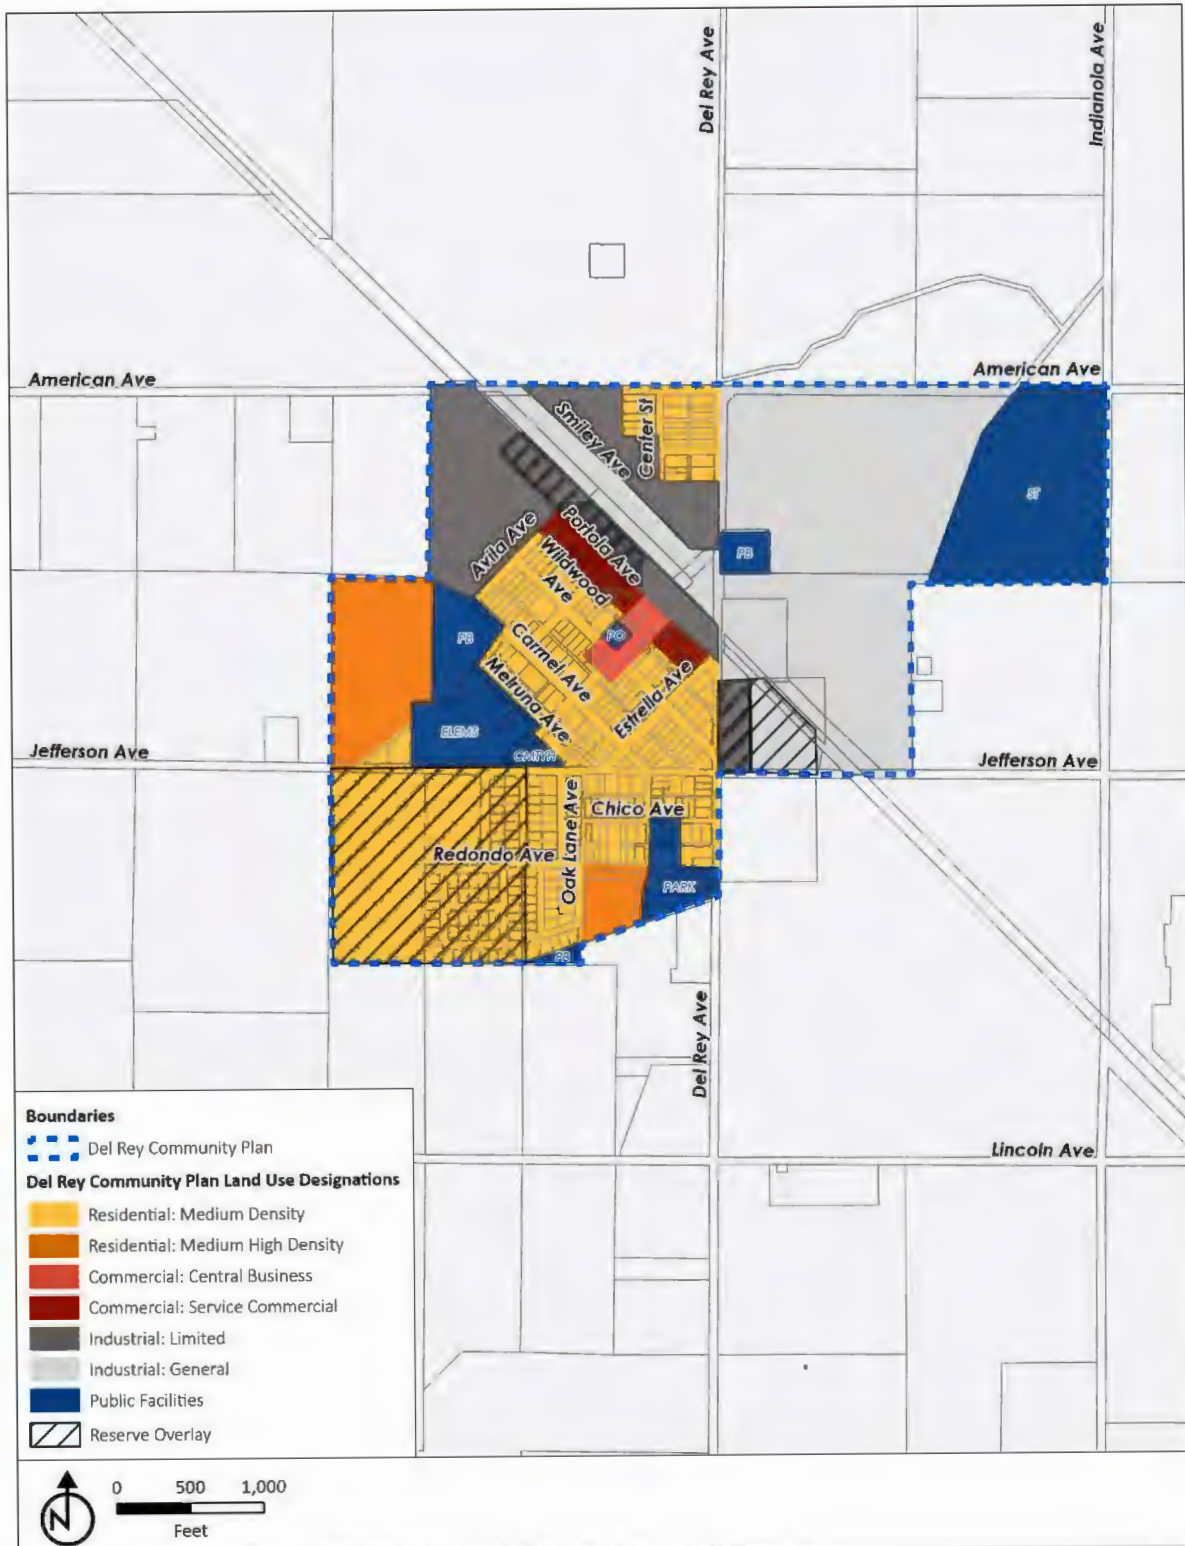 Del Rey Ave
Indianola Ave
American Ave
American Ave
Smiley Ave
Center St
ST
Portola Ave
PB
Avila Ave
Wildwood
Ave
PO
PB
Carmel Ave
Melruna Ave
Estrella Ave
ELEMS
CMTYH
Jefferson Ave
Jefferson Ave
Chico Ave
Oak Lane Ave
Redondo Ave
PARK
PB
Del Rey Ave
Lincoln Ave
Boundaries
Del Rey Community Plan
Del Rey Community Plan Land Use Designations
Residential: Medium Density
Residential: Medium High Density
Commercial: Central Business
Commercial: Service Commercial
Industrial: Limited
Industrial: General
Public Facilities
Reserve Overlay
N
0 500 1,000
Feet